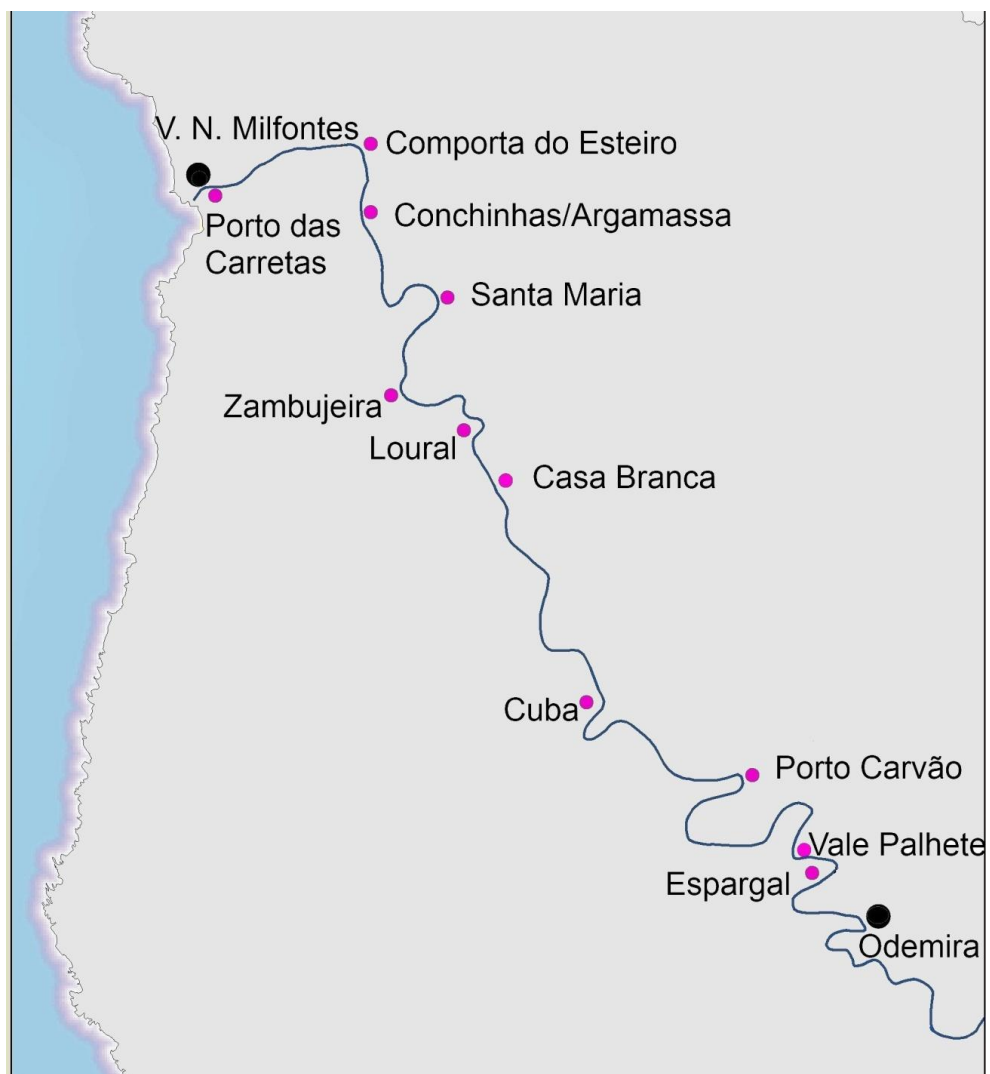 V. N. Milfontes
Comporta do Esteiro
Porto das
Carretas
Conchinhas/Argamassa
Santa Maria
Zambujeira
Loural
Casa Branca
Cuba
Porto Carvão
Vale Palhete
Espargal
Odemira